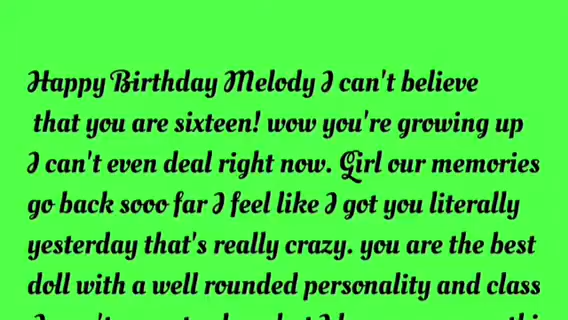 Happy Birthday Melody I can't believe
that you are sixteen! wow you're growing up
I can't even deal right now. Girl our memories
go back sooo far I feel like I got you literally
yesterday that's really crazy. you are the best
doll with a well rounded personality and class